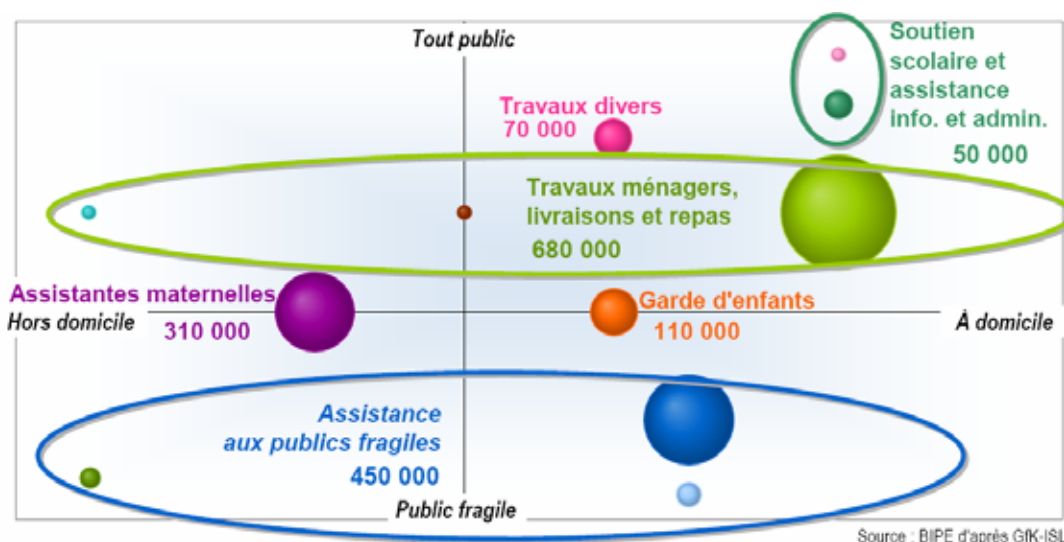 Tout public
Soutien
scolaire et
assistance
info. et admin.
50 000
Travaux divers
70 000
Travaux ménagers,
livraisons et repas
680 000
Assistantes maternelles
Hors domicile
310 000
Garde d'enfants
110 000
À domicile
Assistance
aux publics fragiles
450 000
Public fragile
Source : BIPE d'après GfK-ISL